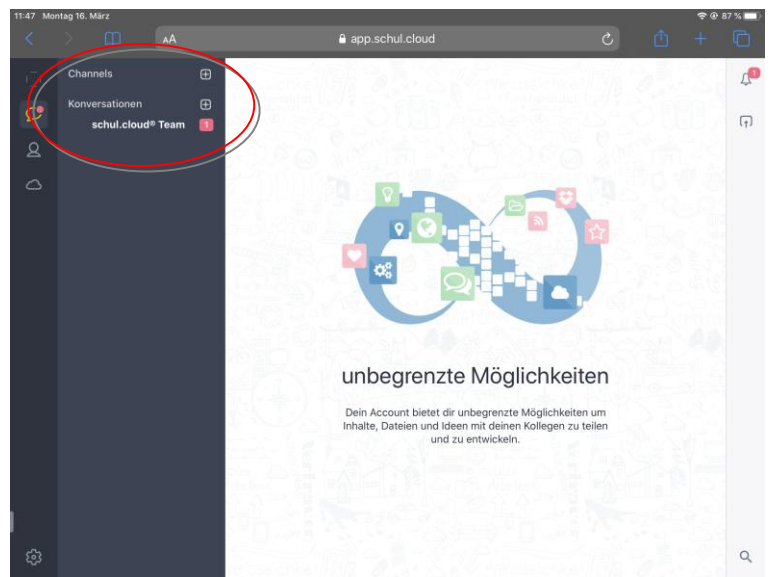 11:47 Montag 16. März
87 %
AA
app.schul.cloud
Channels
Konversationen
schul.cloud® Team 1
1
unbegrenzte Möglichkeiten
Dein Account bietet dir unbegrenzte Möglichkeiten um
Inhalte, Dateien und Ideen mit deinen Kollegen zu teilen
und zu entwickeln.